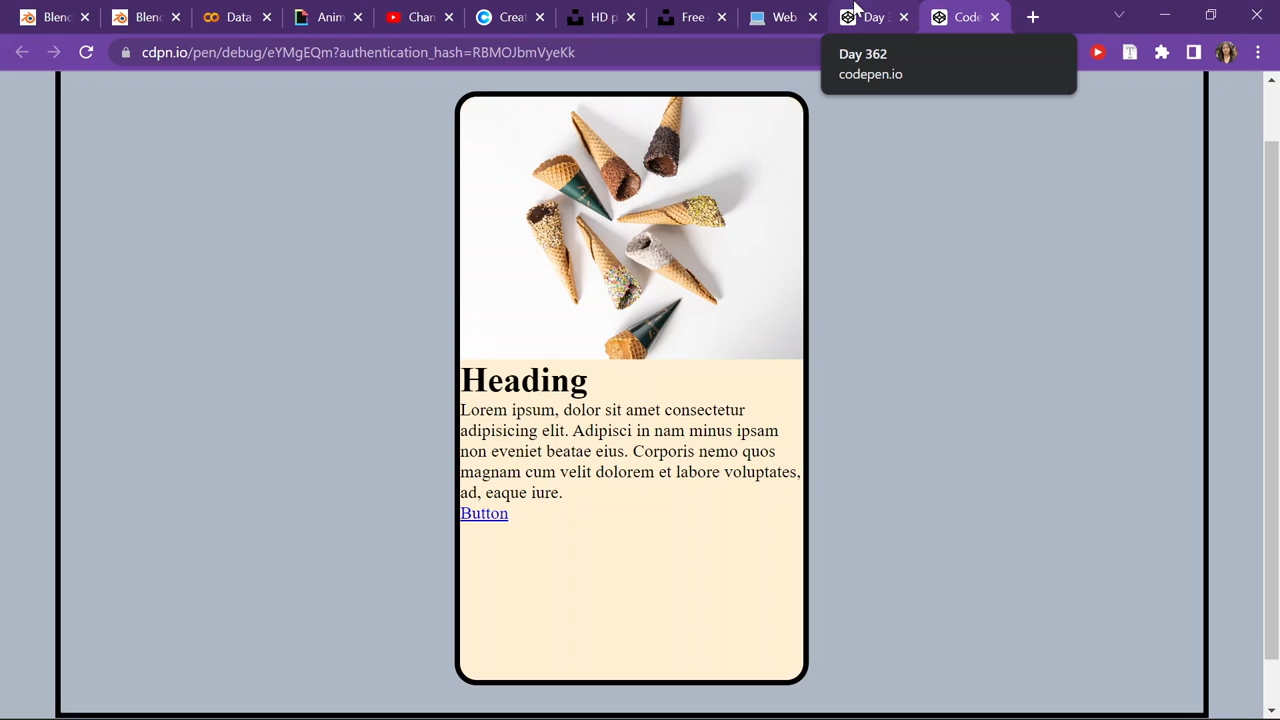 Blend
Blend
Data
Anim
Chan
Creat
HD p
Free
Web
Day
Code
cdpn.io/pen/debug/eYMgEQm?authentication_hash=RBMOJbmVyeKk
Day 362
codepen.io
Heading
Lorem ipsum, dolor sit amet consectetur
adipisicing elit. Adipisci in nam minus ipsam
non eveniet beatae eius. Corporis nemo quos
magnam cum velit dolorem et labore voluptates,
ad, eaque iure.
Button